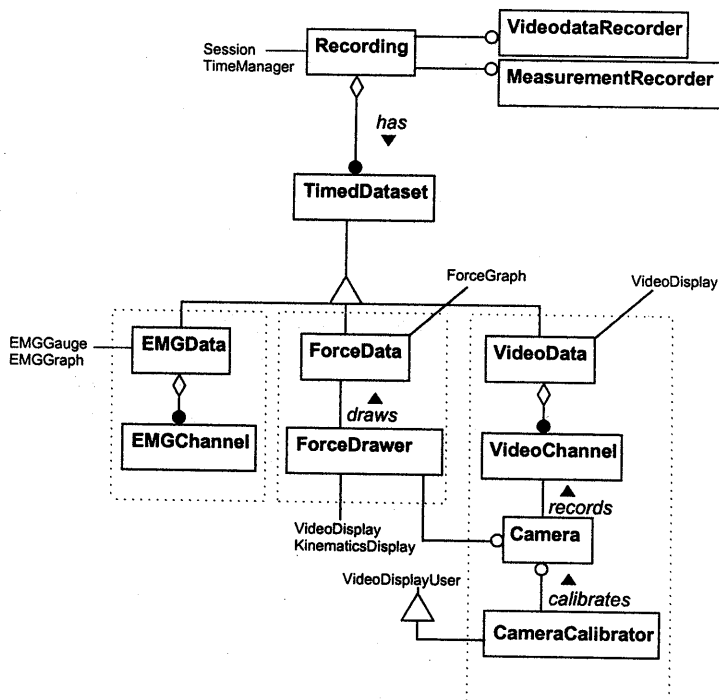 VideodataRecorder
Session
TimeManager
Recording
MeasurementRecorder
has
TimedDataset
ForceGraph
VideoDisplay
EMGGauge
EMGGraph
EMGData
ForceData
VideoData
draws
EMGChannel
ForceDrawer
VideoChannel
records
VideoDisplay
KinematicsDisplay
Camera
VideoDisplayUser
calibrates
CameraCalibrator